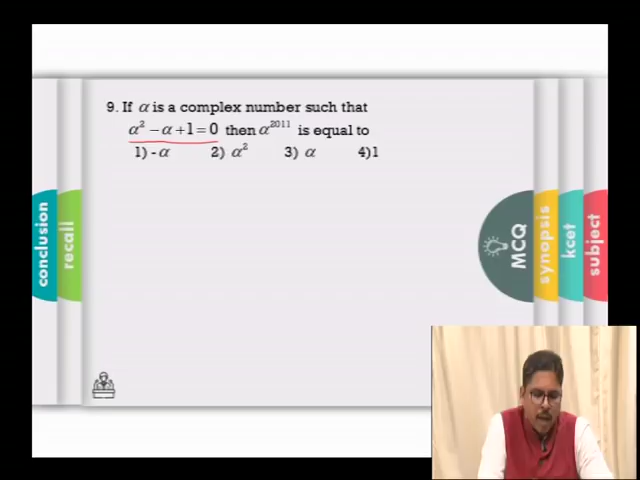 9. If α is a complex number such that
α² − α + 1 = 0 then α²⁰¹¹ is equal to
1) - α 2) α² 3) α 4)1
conclusion
recall
MCQ
synopsis
kcet
subject